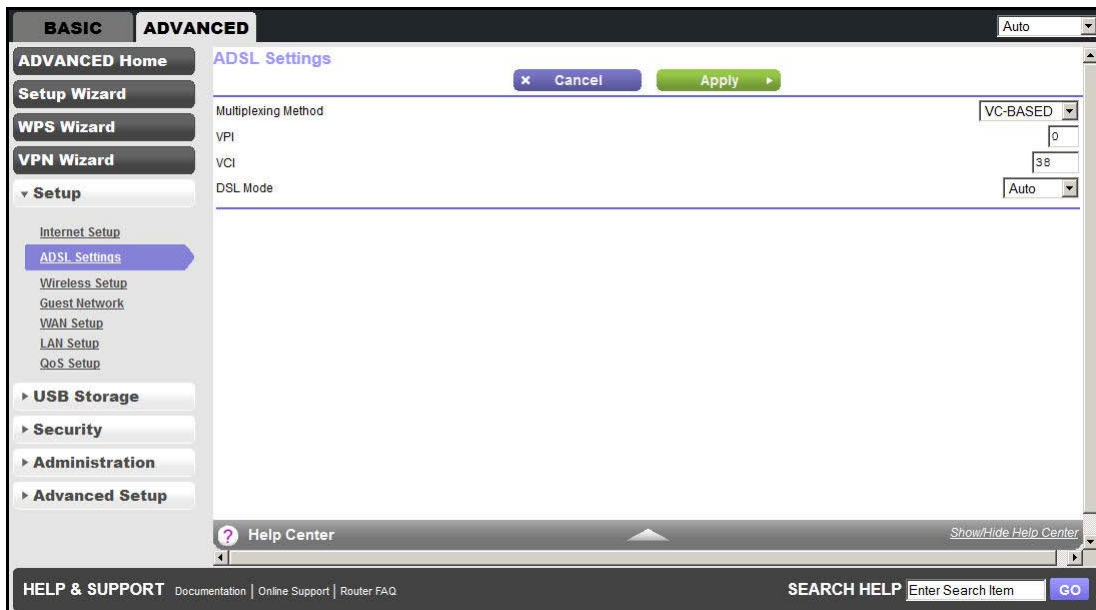 BASIC
ADVANCED
Auto
ADVANCED Home
Setup Wizard
WPS Wizard
VPN Wizard
Setup
Internet Setup
ADSL Settings
Wireless Setup
Guest Network
WAN Setup
LAN Setup
QoS Setup
USB Storage
Security
Administration
Advanced Setup
ADSL Settings
Cancel
Apply
Multiplexing Method VC-BASED
VPI 0
VCI 38
DSL Mode Auto
? Help Center Show/Hide Help Center
HELP & SUPPORT Documentation | Online Support | Router FAQ SEARCH HELP Enter Search Item GO